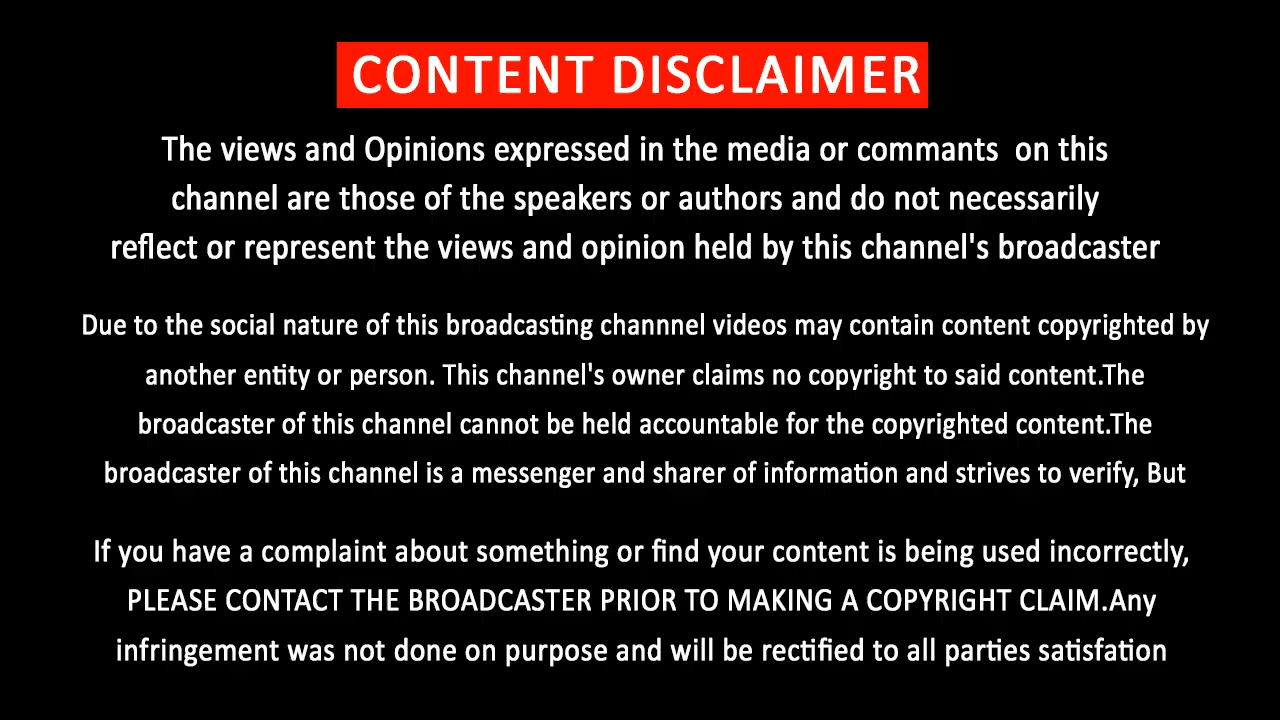 CONTENT DISCLAIMER
The views and Opinions expressed in the media or commants on this
channel are those of the speakers or authors and do not necessarily
reflect or represent the views and opinion held by this channel's broadcaster
Due to the social nature of this broadcasting channnel videos may contain content copyrighted by
another entity or person. This channel's owner claims no copyright to said content.The
broadcaster of this channel cannot be held accountable for the copyrighted content.The
broadcaster of this channel is a messenger and sharer of information and strives to verify, But
If you have a complaint about something or find your content is being used incorrectly,
PLEASE CONTACT THE BROADCASTER PRIOR TO MAKING A COPYRIGHT CLAIM.Any
infringement was not done on purpose and will be rectified to all parties satisfation